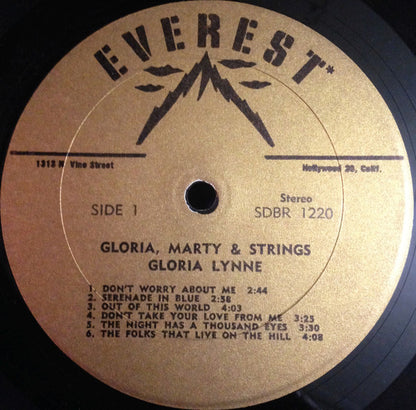 EVEREST*
1313 N. Vine Street
Hollywood 28, Calif.
SIDE 1
Stereo
SDBR 1220
GLORIA, MARTY & STRINGS
GLORIA LYNNE
1. DON'T WORRY ABOUT ME 2:44
2. SERENADE IN BLUE 2:58
3. OUT OF THIS WORLD 4:03
4. DON'T TAKE YOUR LOVE FROM ME 3:25
5. THE NIGHT HAS A THOUSAND EYES 3:30
6. THE FOLKS THAT LIVE ON THE HILL 4:08